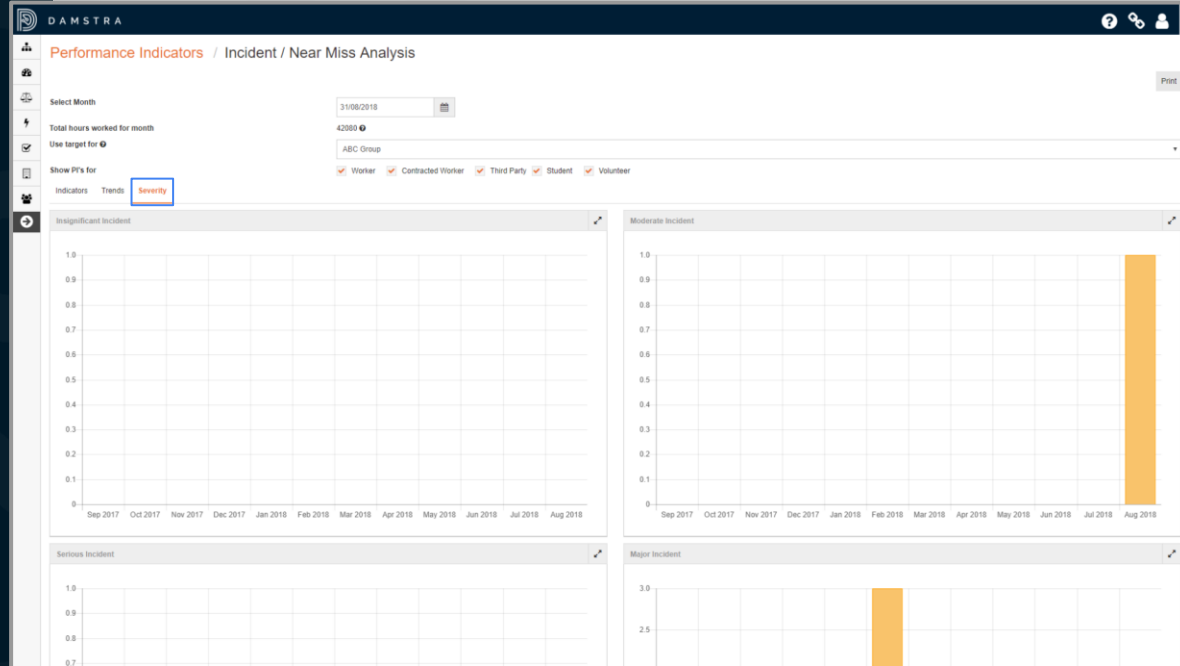 DAMSTRA
Performance Indicators / Incident / Near Miss Analysis
Print
Select Month
31/08/2018
Total hours worked for month
42080
Use target for
ABC Group
Show PI's for
Worker Contracted Worker Third Party Student Volunteer
Indicators Trends Severity
Insignificant Incident
1.0
0.9
0.8
0.7
0.6
0.5
0.4
0.3
0.2
0.1
0
Sep 2017 Oct 2017 Nov 2017 Dec 2017 Jan 2018 Feb 2018 Mar 2018 Apr 2018 May 2018 Jun 2018 Jul 2018 Aug 2018
Moderate Incident
1.0
0.9
0.8
0.7
0.6
0.5
0.4
0.3
0.2
0.1
0
Sep 2017 Oct 2017 Nov 2017 Dec 2017 Jan 2018 Feb 2018 Mar 2018 Apr 2018 May 2018 Jun 2018 Jul 2018 Aug 2018
Serious Incident
1.0
0.9
0.8
0.7
Major Incident
3.0
2.5